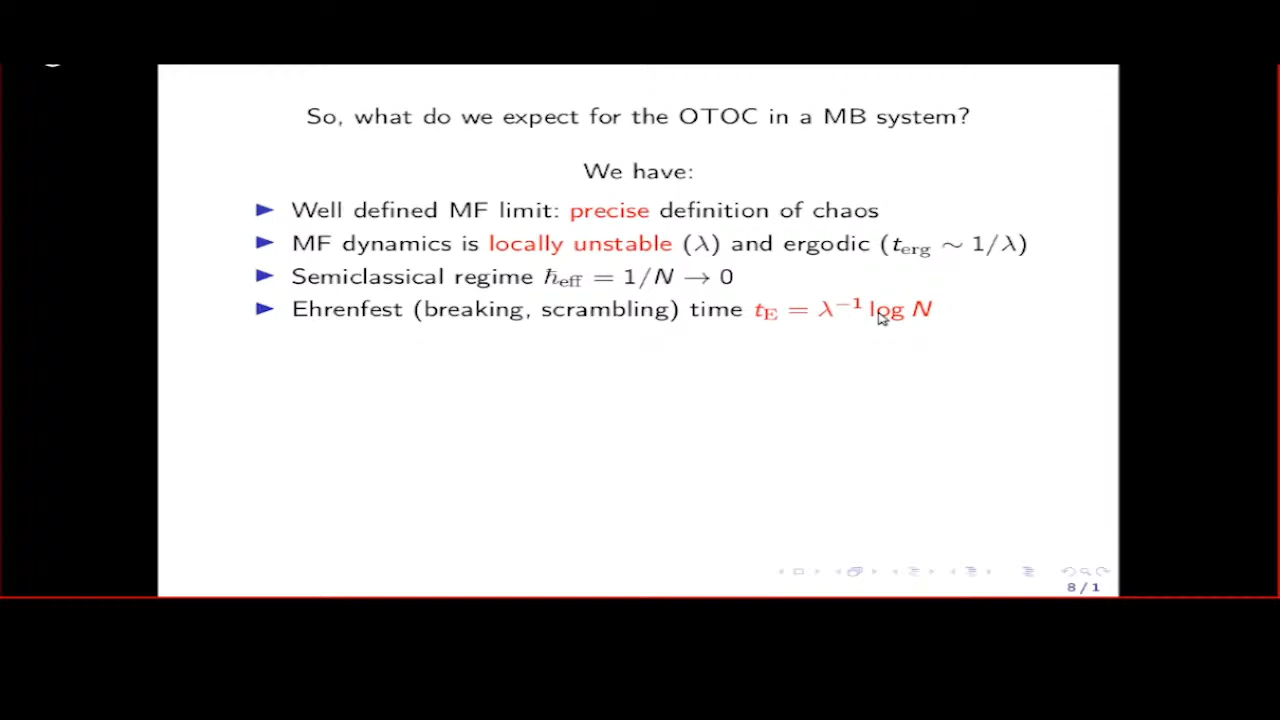 So, what do we expect for the OTOC in a MB system?
We have:
▶ Well defined MF limit: precise definition of chaos
▶ MF dynamics is locally unstable (λ) and ergodic (t_erg ∼ 1/λ)
▶ Semiclassical regime ℏ_eff = 1/N → 0
▶ Ehrenfest (breaking, scrambling) time t_E = λ⁻¹ log N
8 / 1